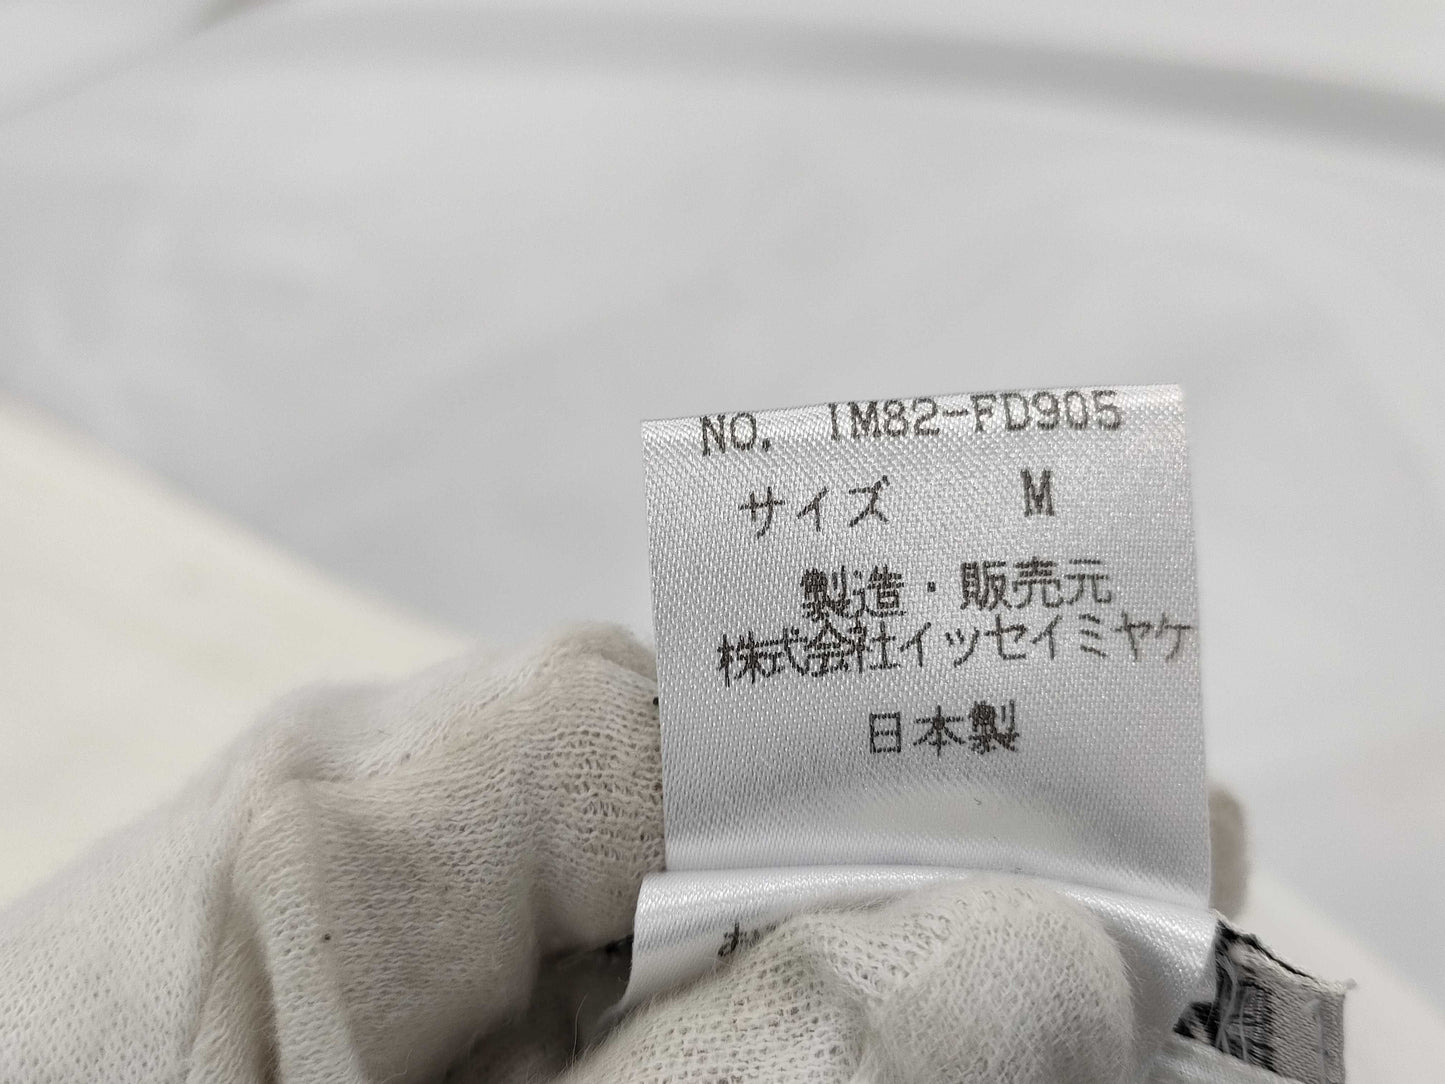 NO. IM82-FD905
サイズ M
製造・販売元
株式会社イッセイミヤケ
日本製